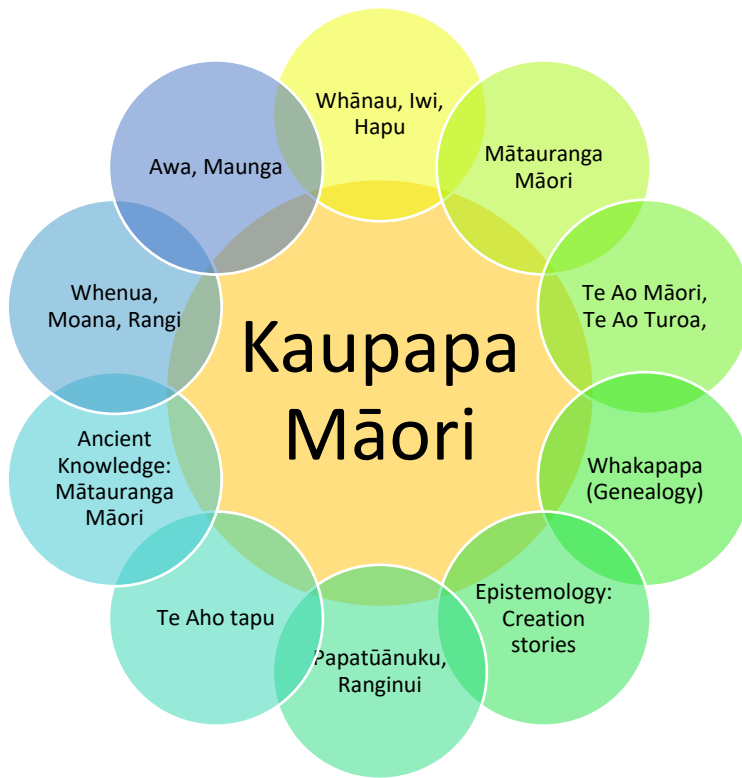 Kaupapa
Māori
Whānau, Iwi,
Hapu
Mātauranga
Māori
Te Ao Māori,
Te Ao Turoa,
Whakapapa
(Genealogy)
Epistemology:
Creation
stories
Papatūānuku,
Ranginui
Te Aho tapu
Ancient
Knowledge:
Mātauranga
Māori
Whenua,
Moana, Rangi
Awa, Maunga